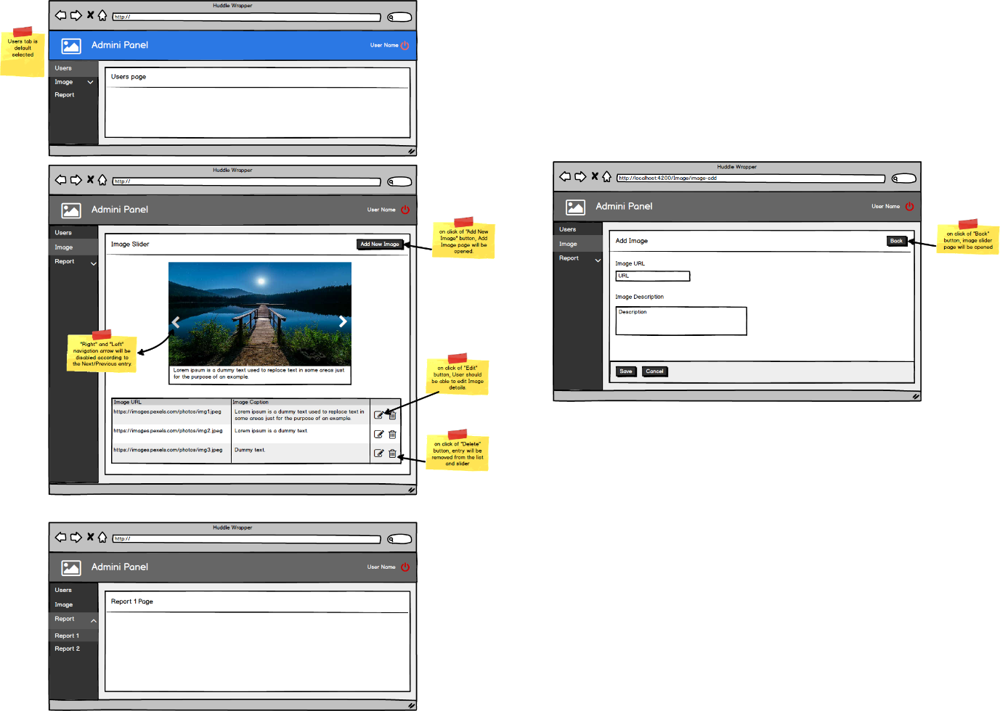 Huddle Wrapper
http://
Users tab is
default
selected
Admini Panel
User Name
Users
Image
Report
Users page
Huddle Wrapper
http://
Admini Panel
User Name
Users
Image
Report
Image Slider
Add New Image
on click of "Add New
Image" button, Add
Image page will be
opened.
"Right" and "Left"
navigation arrow will be
disabled according to
the Next/Previous entry.
Lorem ipsum is a dummy text used to replace text in some areas just
for the purpose of an example.
on click of "Edit"
button, User should
be able to edit Image
details.
Image URL
Image Caption
https://images.pexels.com/photos/img1.jpeg
Lorem ipsum is a dummy text used to replace text in
some areas just for the purpose of an example.
https://images.pexels.com/photos/img2.jpeg
Lorem ipsum is a dummy text.
https://images.pexels.com/photos/img3.jpeg
Dummy text.
on click of "Delete"
button, entry will be
removed from the list
and slider
Huddle Wrapper
http://localhost:4200/Image/image-add
Admini Panel
User Name
Users
Image
Report
Add Image
Back
on click of "Back"
button, image slider
page will be opened
Image URL
URL
Image Description
Description
Save
Cancel
Huddle Wrapper
http://
Admini Panel
User Name
Users
Image
Report
Report 1
Report 2
Report 1 Page